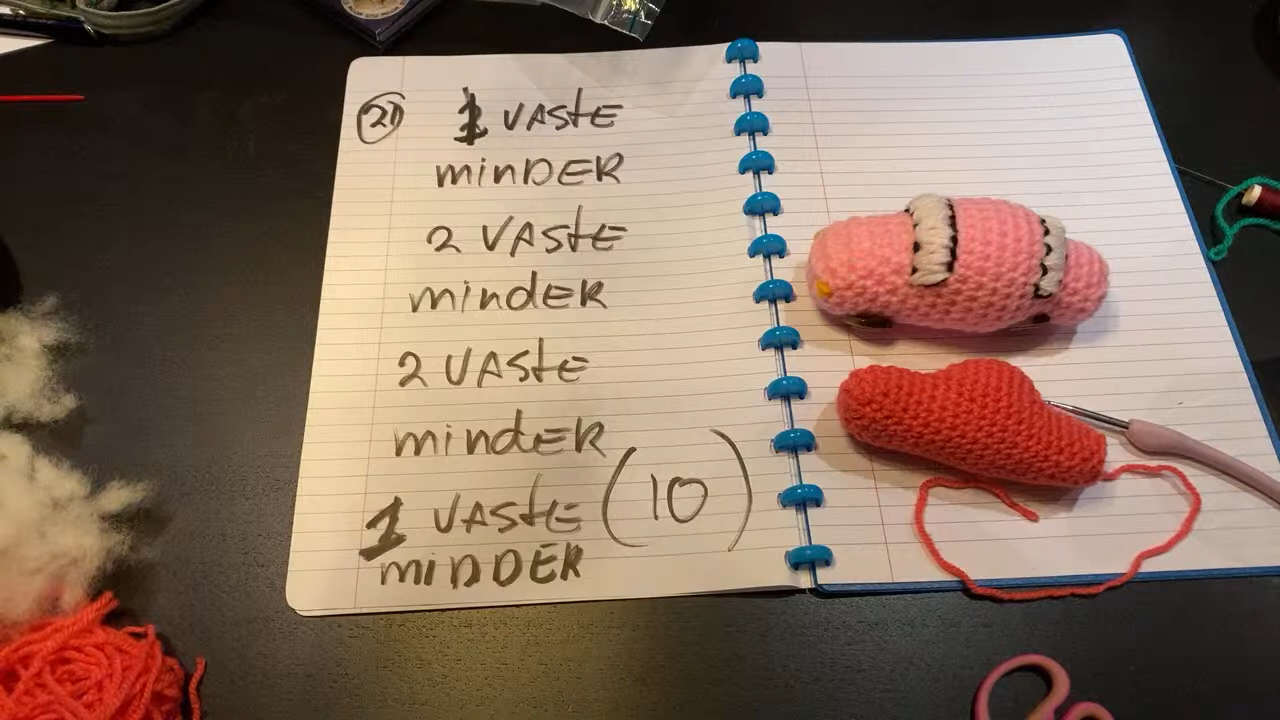 21 1 VASTE
minDER
2 VASTE
mindER
2 VASTE
mindER
1 VASTE (10)
minDER